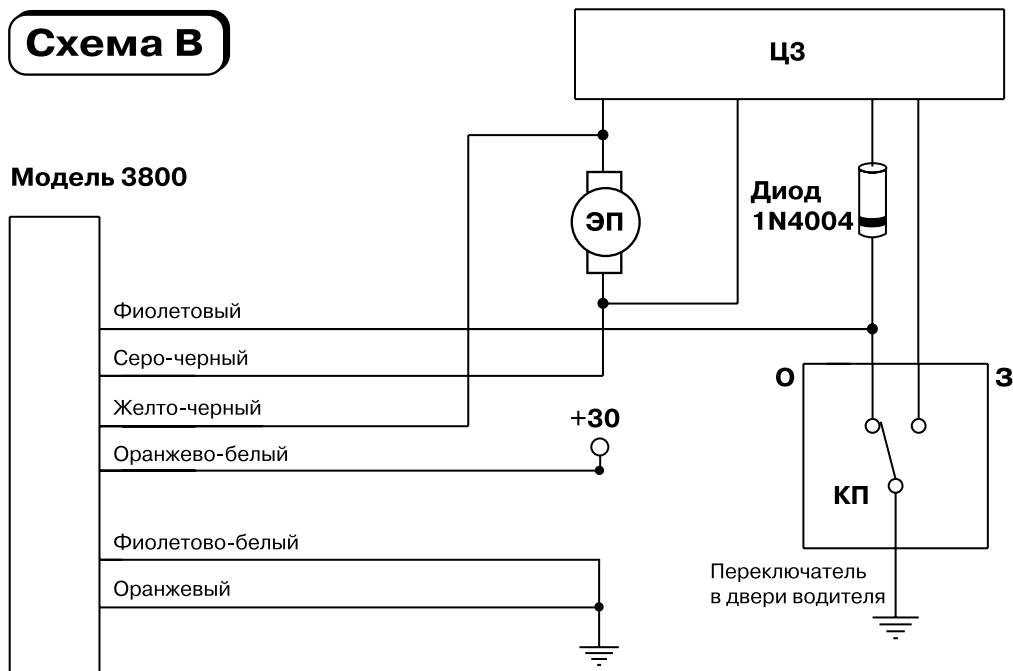 Схема В
ЦЗ
Модель 3800
Диод
1N4004
ЭП
Фиолетовый
Серо-черный
О
З
Желто-черный
+30
Оранжево-белый
КП
Фиолетово-белый
Переключатель
в двери водителя
Оранжевый